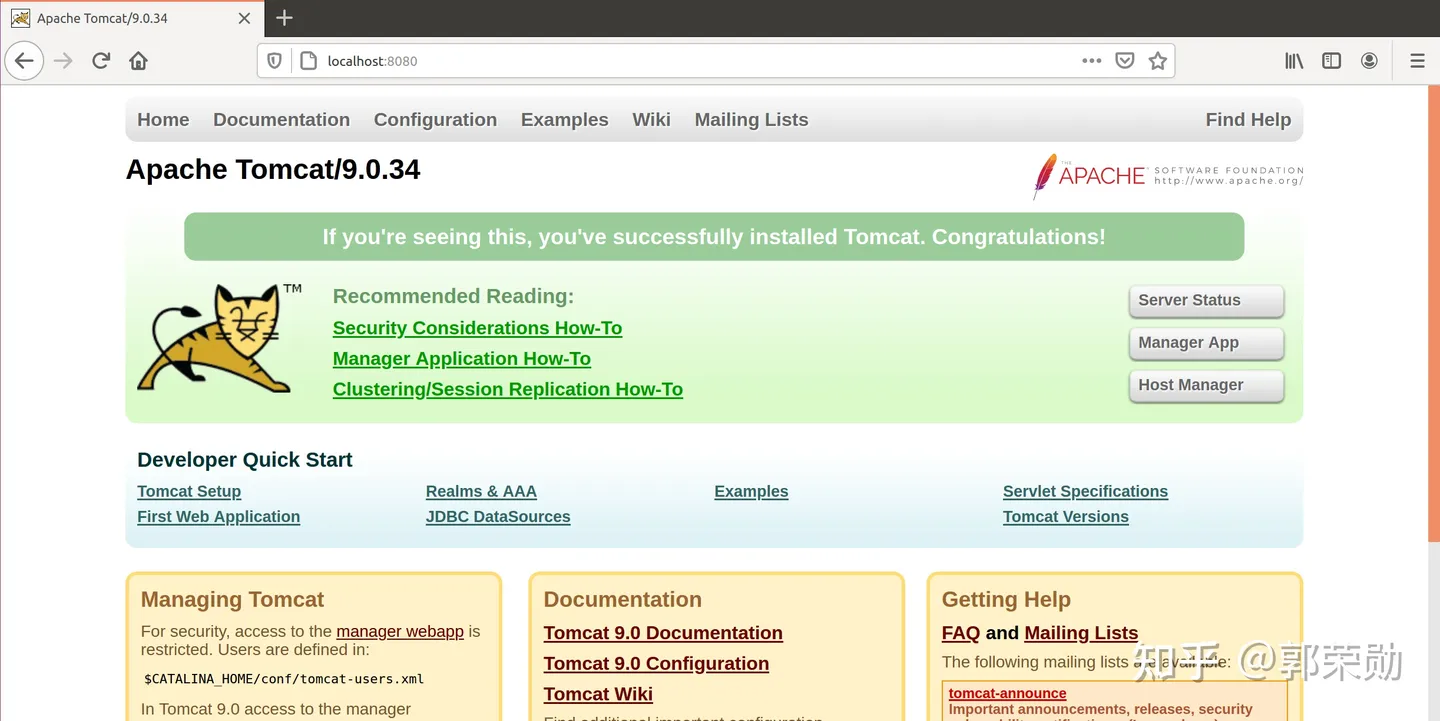 Apache Tomcat/9.0.34
localhost:8080
Home Documentation Configuration Examples Wiki Mailing Lists Find Help
Apache Tomcat/9.0.34
THE APACHE SOFTWARE FOUNDATION
http://www.apache.org/
If you're seeing this, you've successfully installed Tomcat. Congratulations!
TM
Recommended Reading:
Security Considerations How-To
Manager Application How-To
Clustering/Session Replication How-To
Server Status
Manager App
Host Manager
Developer Quick Start
Tomcat Setup
First Web Application
Realms & AAA
JDBC DataSources
Examples
Servlet Specifications
Tomcat Versions
Managing Tomcat
For security, access to the manager webapp is
restricted. Users are defined in:
$CATALINA_HOME/conf/tomcat-users.xml
In Tomcat 9.0 access to the manager
Documentation
Tomcat 9.0 Documentation
Tomcat 9.0 Configuration
Tomcat Wiki
Find additional important configuration
Getting Help
FAQ and Mailing Lists
The following mailing lists are available:
tomcat-announce
Important announcements, releases, security
知乎 @郭荣勋